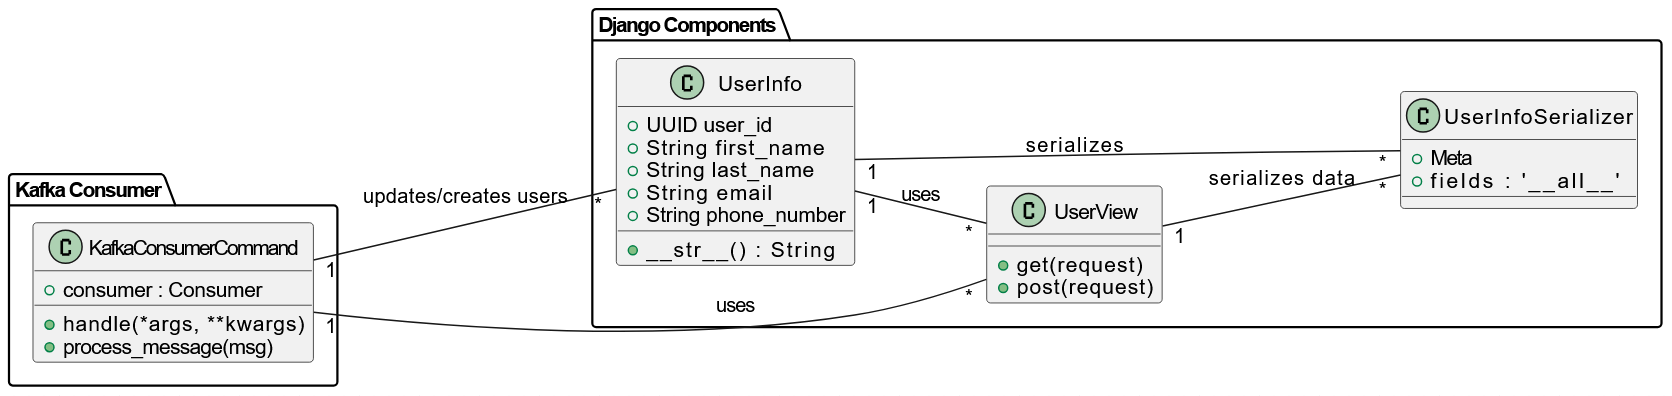 Django Components
C UserInfo
UUID user_id
String first_name
String last_name
String email
String phone_number
__str__() : String
C UserInfoSerializer
Meta
fields : '__all__'
C UserView
get(request)
post(request)
Kafka Consumer
C KafkaConsumerCommand
consumer : Consumer
handle(*args, **kwargs)
process_message(msg)
updates/creates users
1
*
serializes
1
*
uses
1
*
serializes data
1
*
uses
1
*